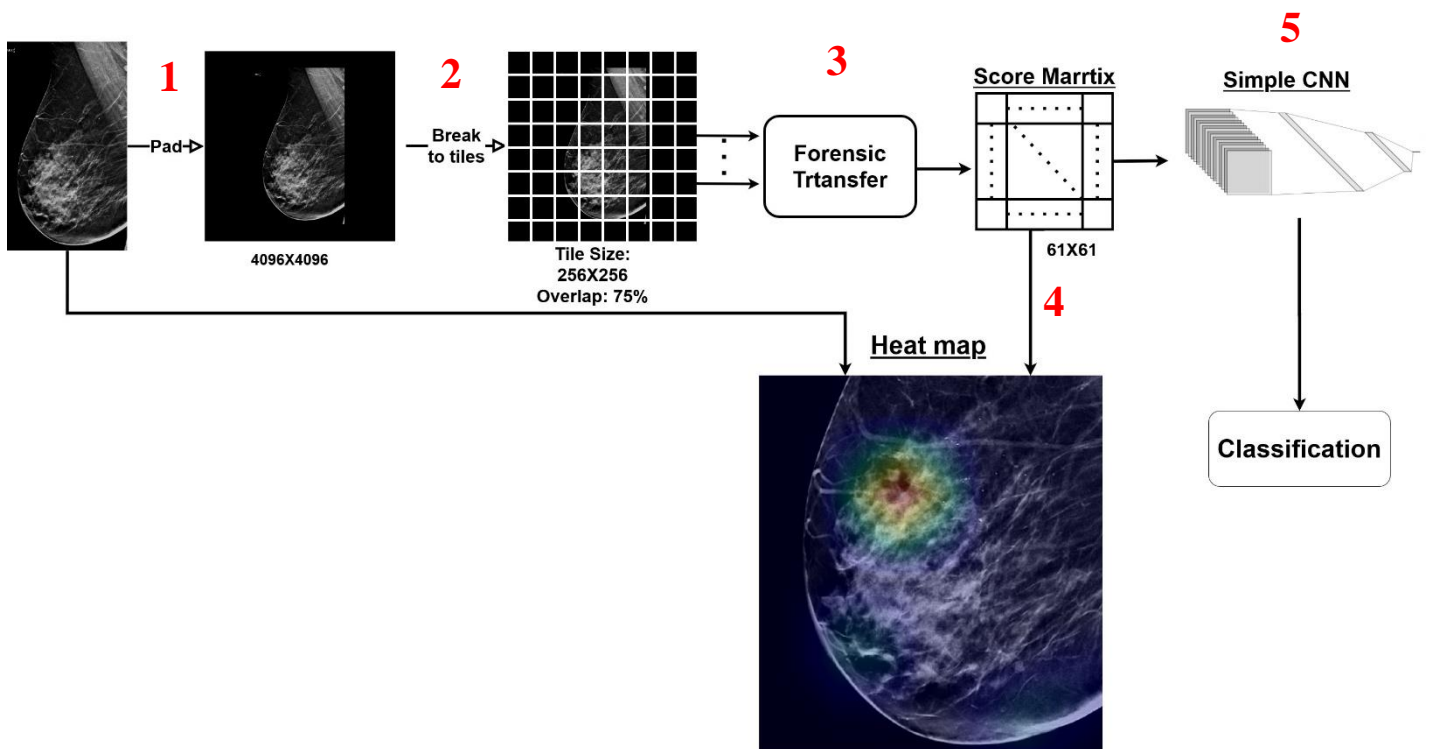 1
Pad
4096X4096
2
Break
to tiles
Tile Size:
256X256
Overlap: 75%
3
Forensic
Trtansfer
Score Marrtix
61X61
4
Heat map
5
Simple CNN
Classification